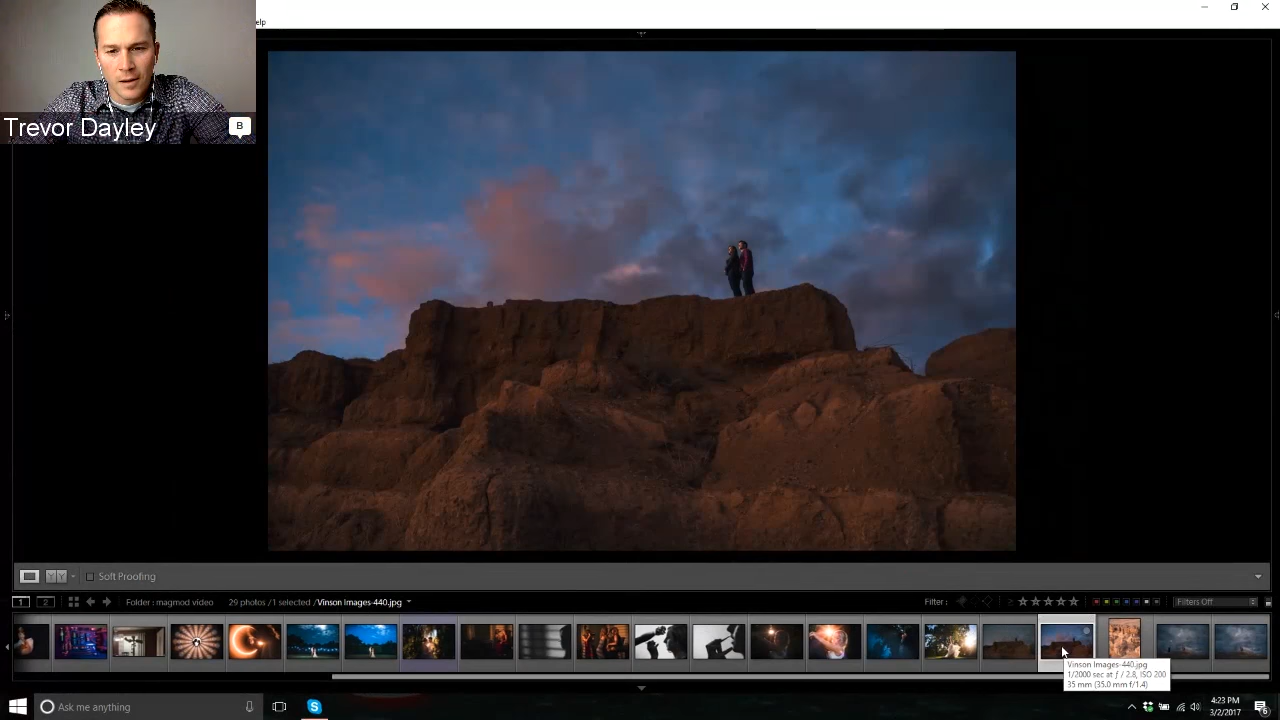 elp
Trevor Dayley
B
Soft Proofing
1
2
Folder : magmod video
29 photos /1 selected /Vinson Images-440.jpg
Filter :
Filters Off
Vinson Images-440.jpg
1/2000 sec at ƒ / 2.8, ISO 200
35 mm (35.0 mm f/1.4)
Ask me anything
4:23 PM
3/2/2017
6